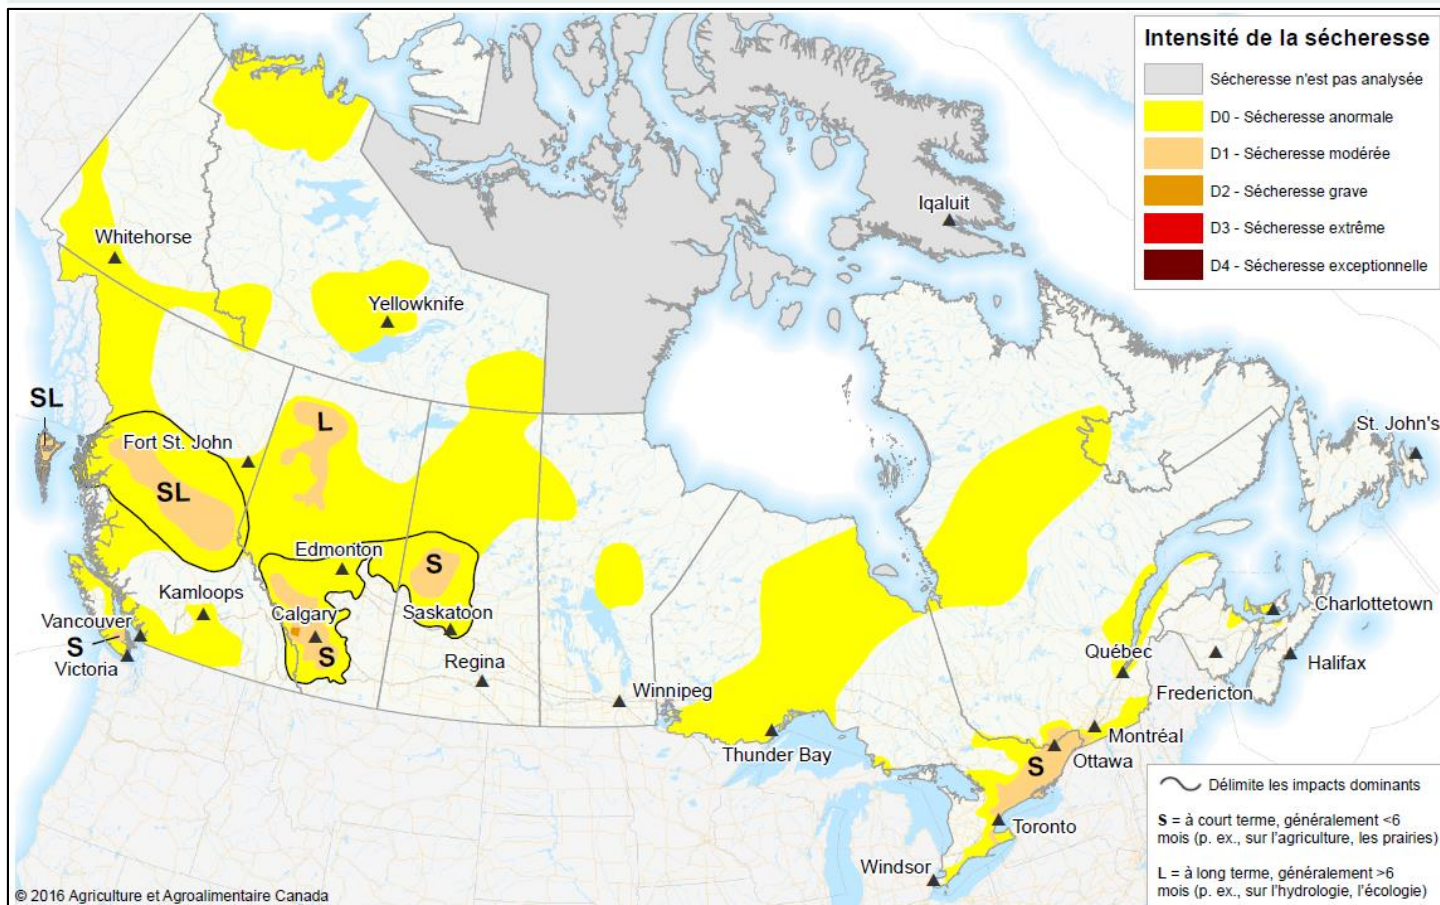 Intensité de la sécheresse
Sécheresse n'est pas analysée
D0 - Sécheresse anormale
D1 - Sécheresse modérée
D2 - Sécheresse grave
D3 - Sécheresse extrême
D4 - Sécheresse exceptionnelle
Iqaluit
Whitehorse
Yellowknife
SL
L
St. John's
Fort St. John
SL
Edmonton
S
Kamloops
Calgary
Saskatoon
Charlottetown
Vancouver
S
Victoria
S
Regina
Québec
Halifax
Winnipeg
Fredericton
Thunder Bay
Montréal
S
Ottawa
Toronto
Windsor
Délimite les impacts dominants
S = à court terme, généralement <6
mois (p. ex., sur l'agriculture, les prairies)
L = à long terme, généralement >6
mois (p. ex., sur l'hydrologie, l'écologie)
© 2016 Agriculture et Agroalimentaire Canada